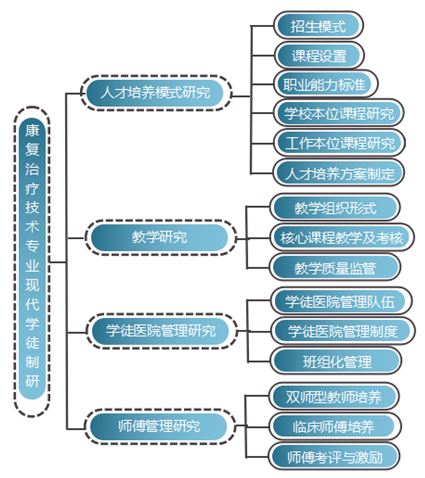 康复治疗技术专业现代学徒制研
人才培养模式研究
招生模式
课程设置
职业能力标准
学校本位课程研究
工作本位课程研究
人才培养方案制定
教学研究
教学组织形式
核心课程教学及考核
教学质量监管
学徒医院管理研究
学徒医院管理队伍
学徒医院管理制度
班组化管理
师傅管理研究
双师型教师培养
临床师傅培养
师傅考评与激励